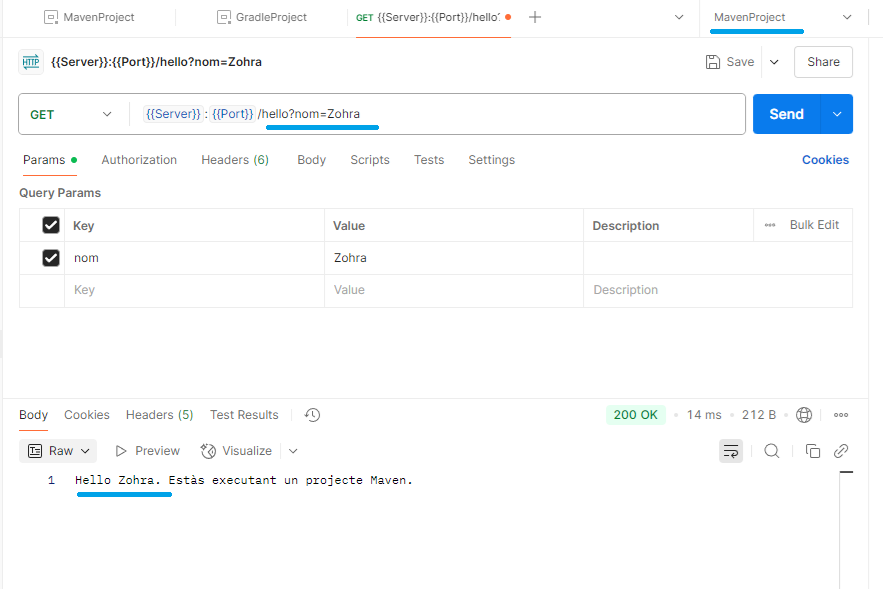 MavenProject GradleProject GET {{Server}}:{{Port}}/hello? MavenProject
HTTP {{Server}}:{{Port}}/hello?nom=Zohra Save Share
GET {{Server}} : {{Port}} /hello?nom=Zohra Send
Params Authorization Headers (6) Body Scripts Tests Settings Cookies
Query Params
Key Value Description Bulk Edit
nom Zohra
Key Value Description
Body Cookies Headers (5) Test Results 200 OK 14 ms 212 B
Raw Preview Visualize
1 Hello Zohra. Estàs executant un projecte Maven.